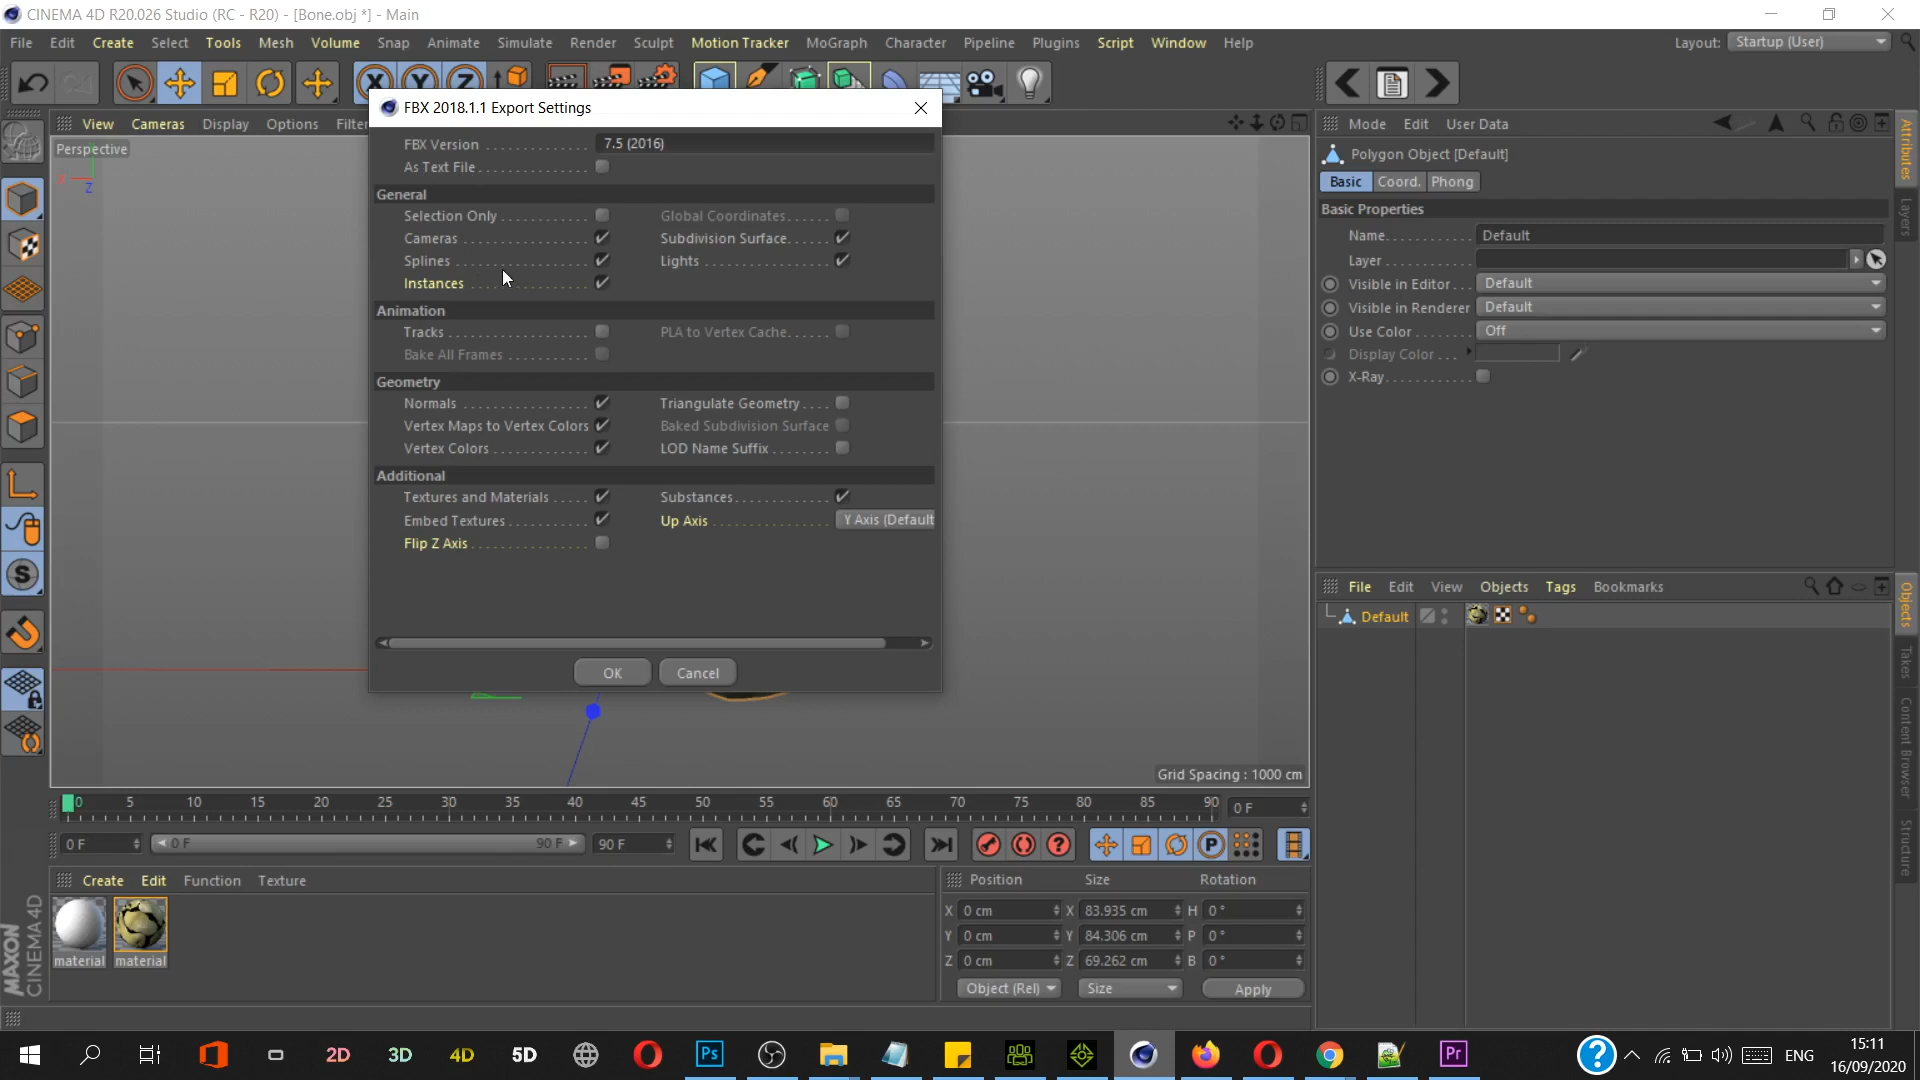 CINEMA 4D R20.026 Studio (RC - R20) - [Bone.obj *] - Main
File Edit Create Select Tools Mesh Volume Snap Animate Simulate Render Sculpt Motion Tracker MoGraph Character Pipeline Plugins Script Window Help Layout: Startup (User)
X Y Z
FBX 2018.1.1 Export Settings
View Cameras Display Options Filter
Mode Edit User Data
Perspective
X Z
FBX Version 7.5 (2016)
As Text File
General
Selection Only Global Coordinates
Cameras Subdivision Surface
Splines Lights
Instances
Animation
Tracks PLA to Vertex Cache
Bake All Frames
Geometry
Normals Triangulate Geometry
Vertex Maps to Vertex Colors Baked Subdivision Surface
Vertex Colors LOD Name Suffix
Additional
Textures and Materials Substances
Embed Textures Up Axis Y Axis (Default
Flip Z Axis
OK Cancel
Grid Spacing : 1000 cm
Polygon Object [Default]
Basic Coord. Phong
Basic Properties
Name Default
Layer
Visible in Editor Default
Visible in Renderer Default
Use Color Off
Display Color
X-Ray
Attributes
Layers
File Edit View Objects Tags Bookmarks
Default
Objects
Takes
Content Browser
Structure
0 5 10 15 20 25 30 35 40 45 50 55 60 65 70 75 80 85 90 0 F
0 F 0 F 90 F 90 F P
Create Edit Function Texture
material material
MAXON
CINEMA 4D
Position Size Rotation
X 0 cm X 83.935 cm H 0 °
Y 0 cm Y 84.306 cm P 0 °
Z 0 cm Z 69.262 cm B 0 °
Object (Rel) Size Apply
2D 3D 4D 5D Ps Pr ? ENG
15:11
16/09/2020